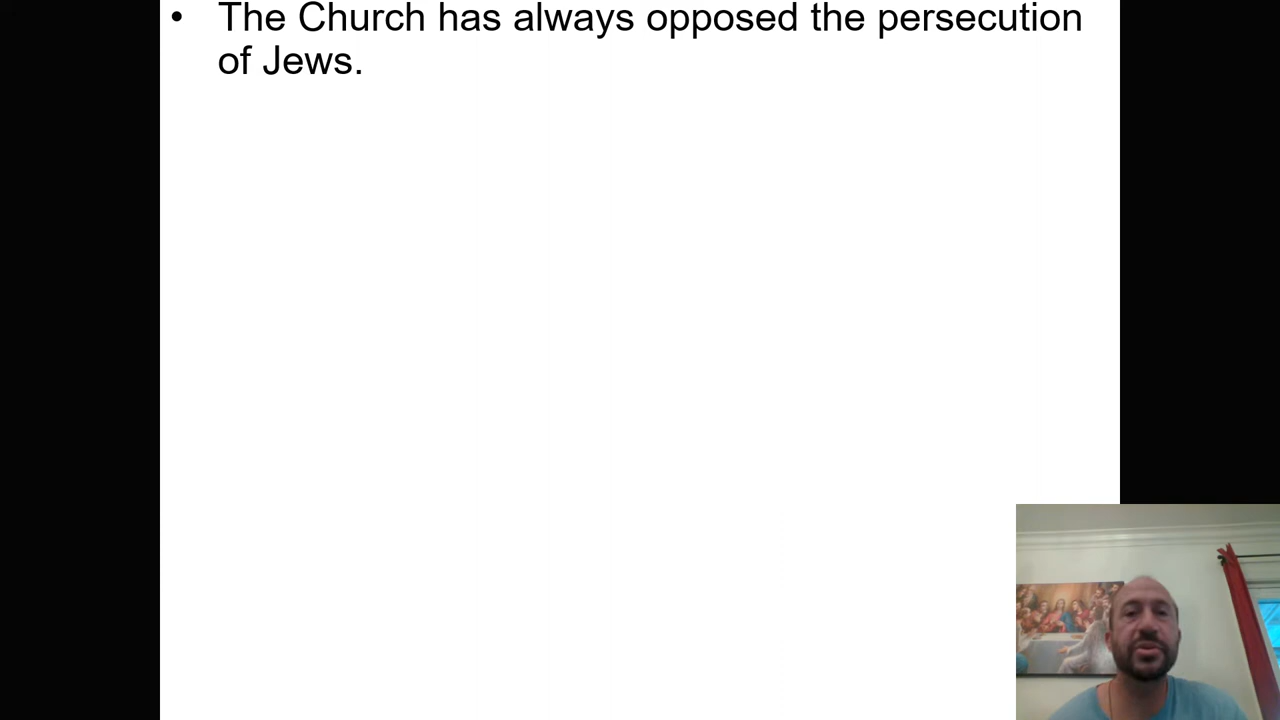 • The Church has always opposed the persecution
of Jews.